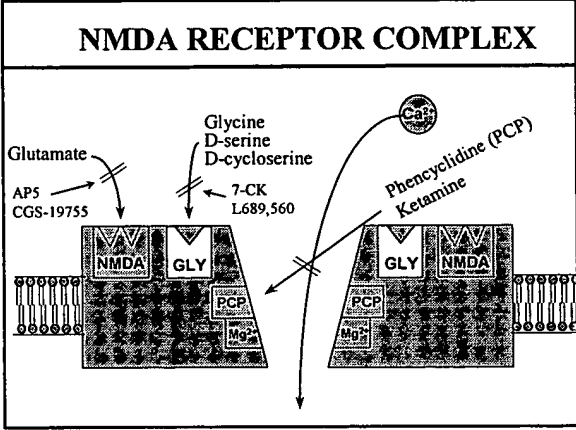 NMDA RECEPTOR COMPLEX
Ca2+
Glycine
D-serine
D-cycloserine
Glutamate
Phencyclidine (PCP)
Ketamine
AP5
CGS-19755
7-CK
L689,560
NMDA
GLY
GLY
NMDA
PCP
PCP
Mg2+
Mg2+